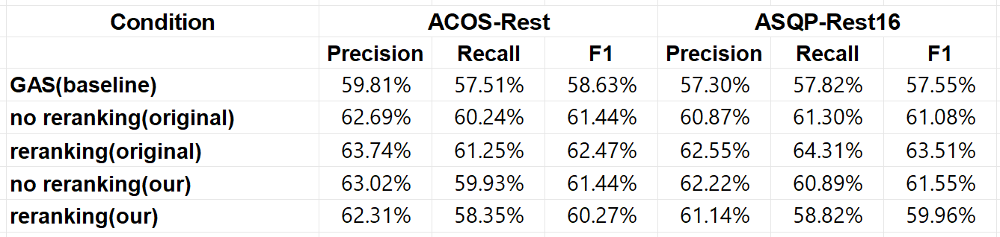 Condition ACOS-Rest ASQP-Rest16
Precision Recall F1 Precision Recall F1
GAS(baseline) 59.81% 57.51% 58.63% 57.30% 57.82% 57.55%
no reranking(original) 62.69% 60.24% 61.44% 60.87% 61.30% 61.08%
reranking(original) 63.74% 61.25% 62.47% 62.55% 64.31% 63.51%
no reranking(our) 63.02% 59.93% 61.44% 62.22% 60.89% 61.55%
reranking(our) 62.31% 58.35% 60.27% 61.14% 58.82% 59.96%